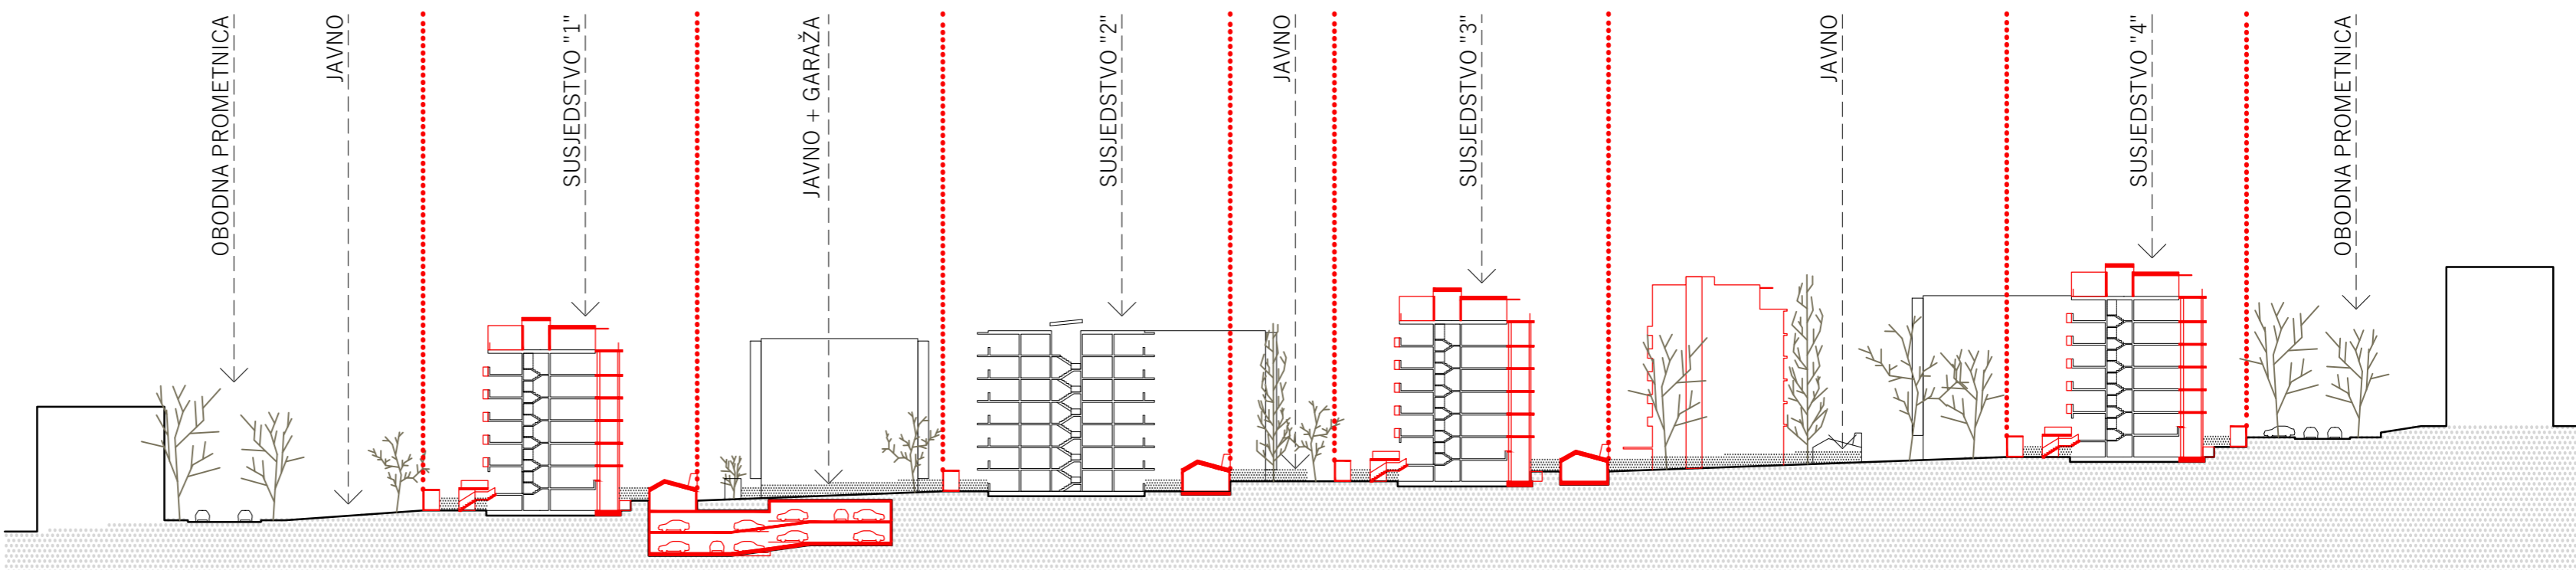 OBODNA PROMETNICA
JAVNO
SUSJEDSTVO "1"
JAVNO + GARAŽA
SUSJEDSTVO "2"
JAVNO
SUSJEDSTVO "3"
JAVNO
SUSJEDSTVO "4"
OBODNA PROMETNICA